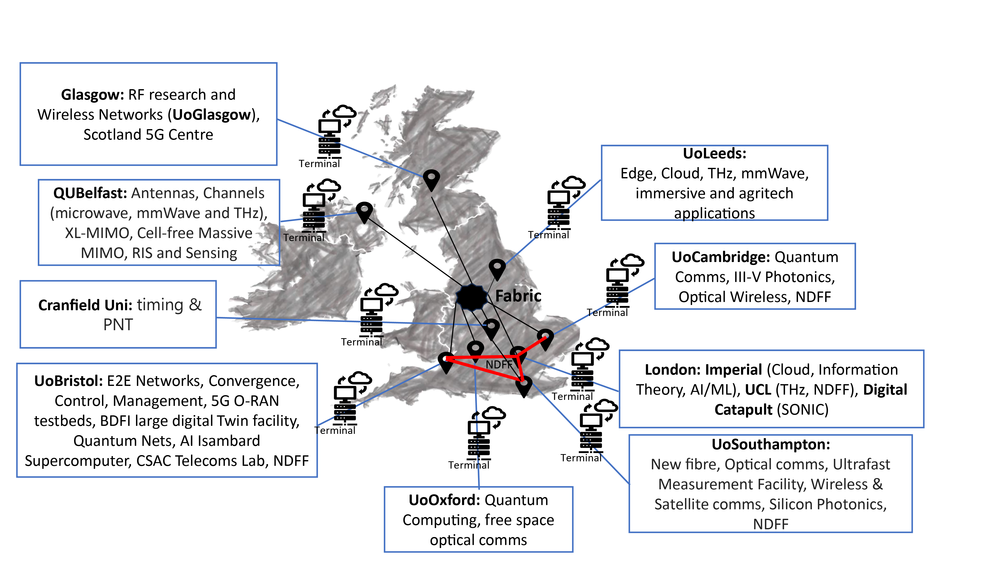 Glasgow: RF research and
Wireless Networks (UoGlasgow),
Scotland 5G Centre
Terminal
QUBelfast: Antennas, Channels
(microwave, mmWave and THz),
XL-MIMO, Cell-free Massive
MIMO, RIS and Sensing
Terminal
UoLeeds:
Edge, Cloud, THz, mmWave,
immersive and agritech
applications
Terminal
UoCambridge: Quantum
Comms, III-V Photonics,
Optical Wireless, NDFF
Terminal
Fabric
Cranfield Uni: timing &
PNT
Terminal
NDFF
London: Imperial (Cloud, Information
Theory, AI/ML), UCL (THz, NDFF), Digital
Catapult (SONIC)
Terminal
UoBristol: E2E Networks, Convergence,
Control, Management, 5G O-RAN
testbeds, BDFI large digital Twin facility,
Quantum Nets, AI Isambard
Supercomputer, CSAC Telecoms Lab, NDFF
Terminal
Terminal
UoOxford: Quantum
Computing, free space
optical comms
Terminal
UoSouthampton:
New fibre, Optical comms, Ultrafast
Measurement Facility, Wireless &
Satellite comms, Silicon Photonics,
NDFF